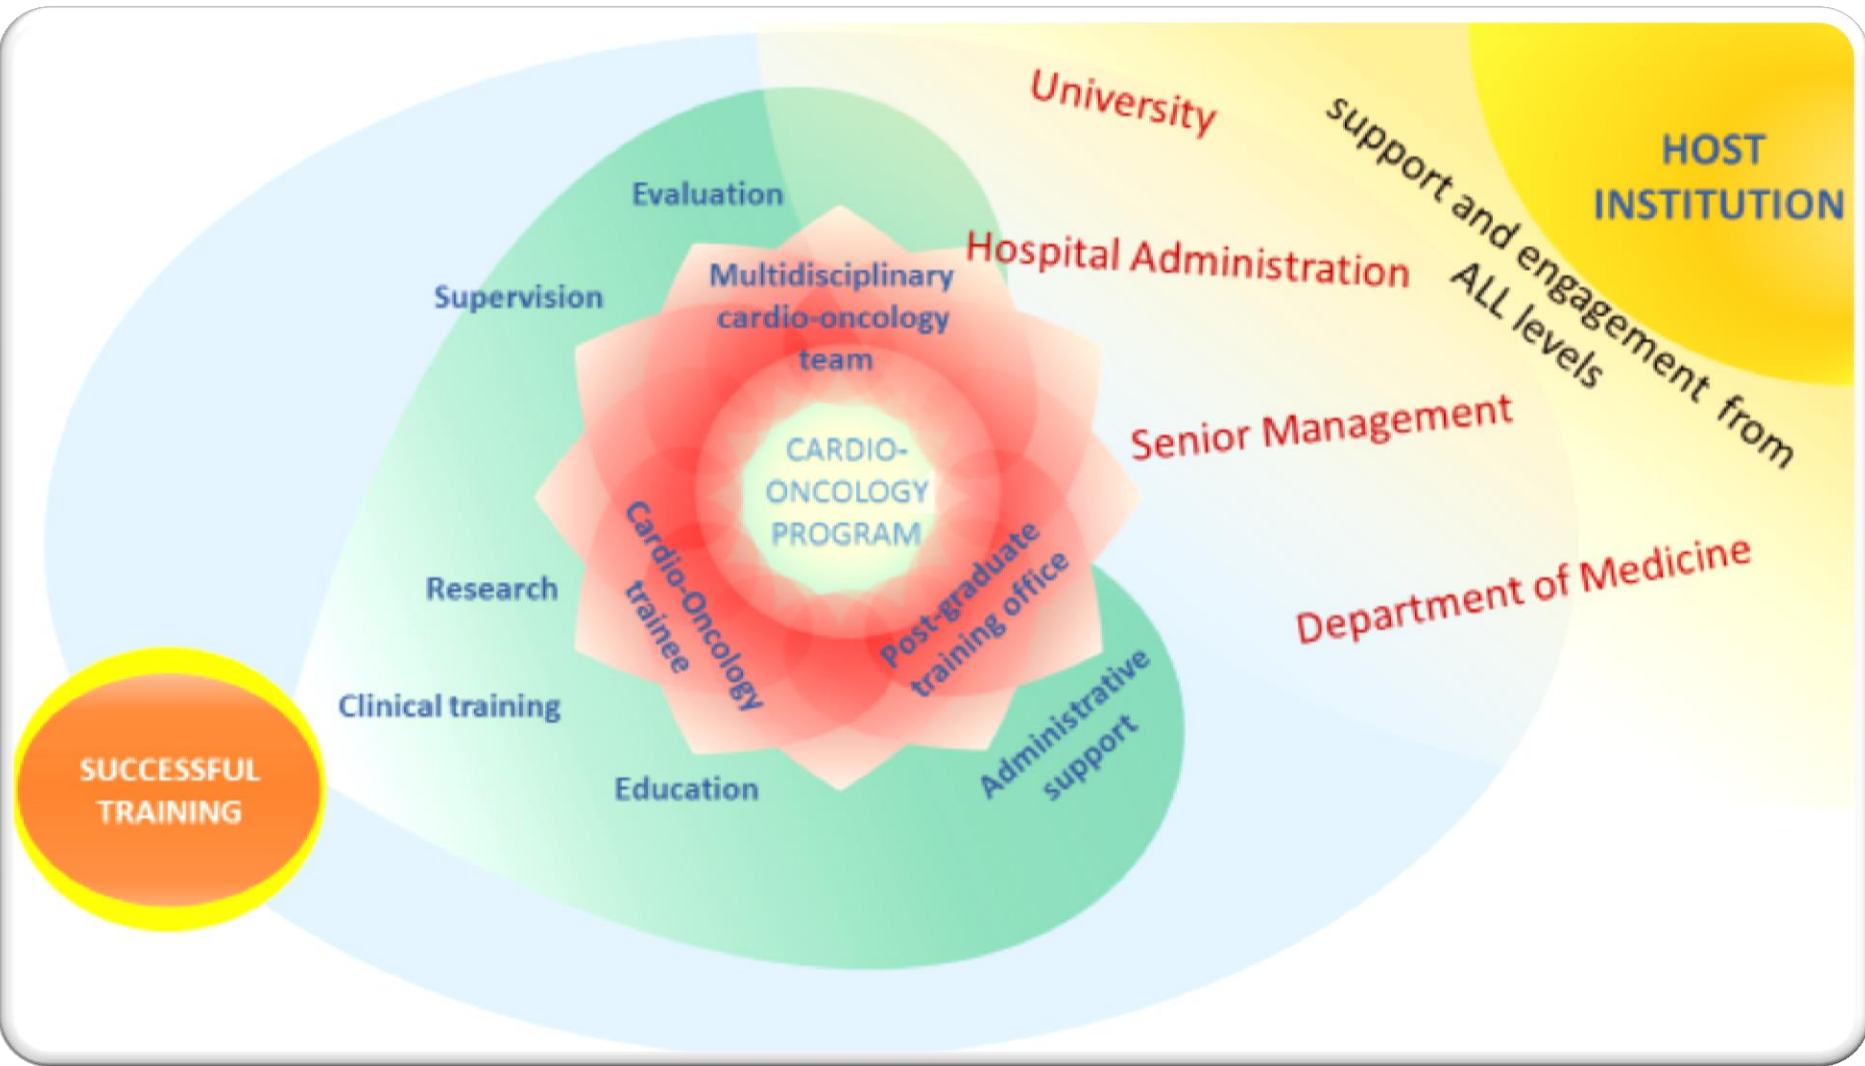 University
support and engagement from
ALL levels
HOST
INSTITUTION
Evaluation
Hospital Administration
Supervision
Multidisciplinary
cardio-oncology
team
Senior Management
CARDIO-
ONCOLOGY
PROGRAM
Cardio-Oncology
trainee
Post-graduate
training office
Research
Department of Medicine
Clinical training
Administrative
support
Education
SUCCESSFUL
TRAINING